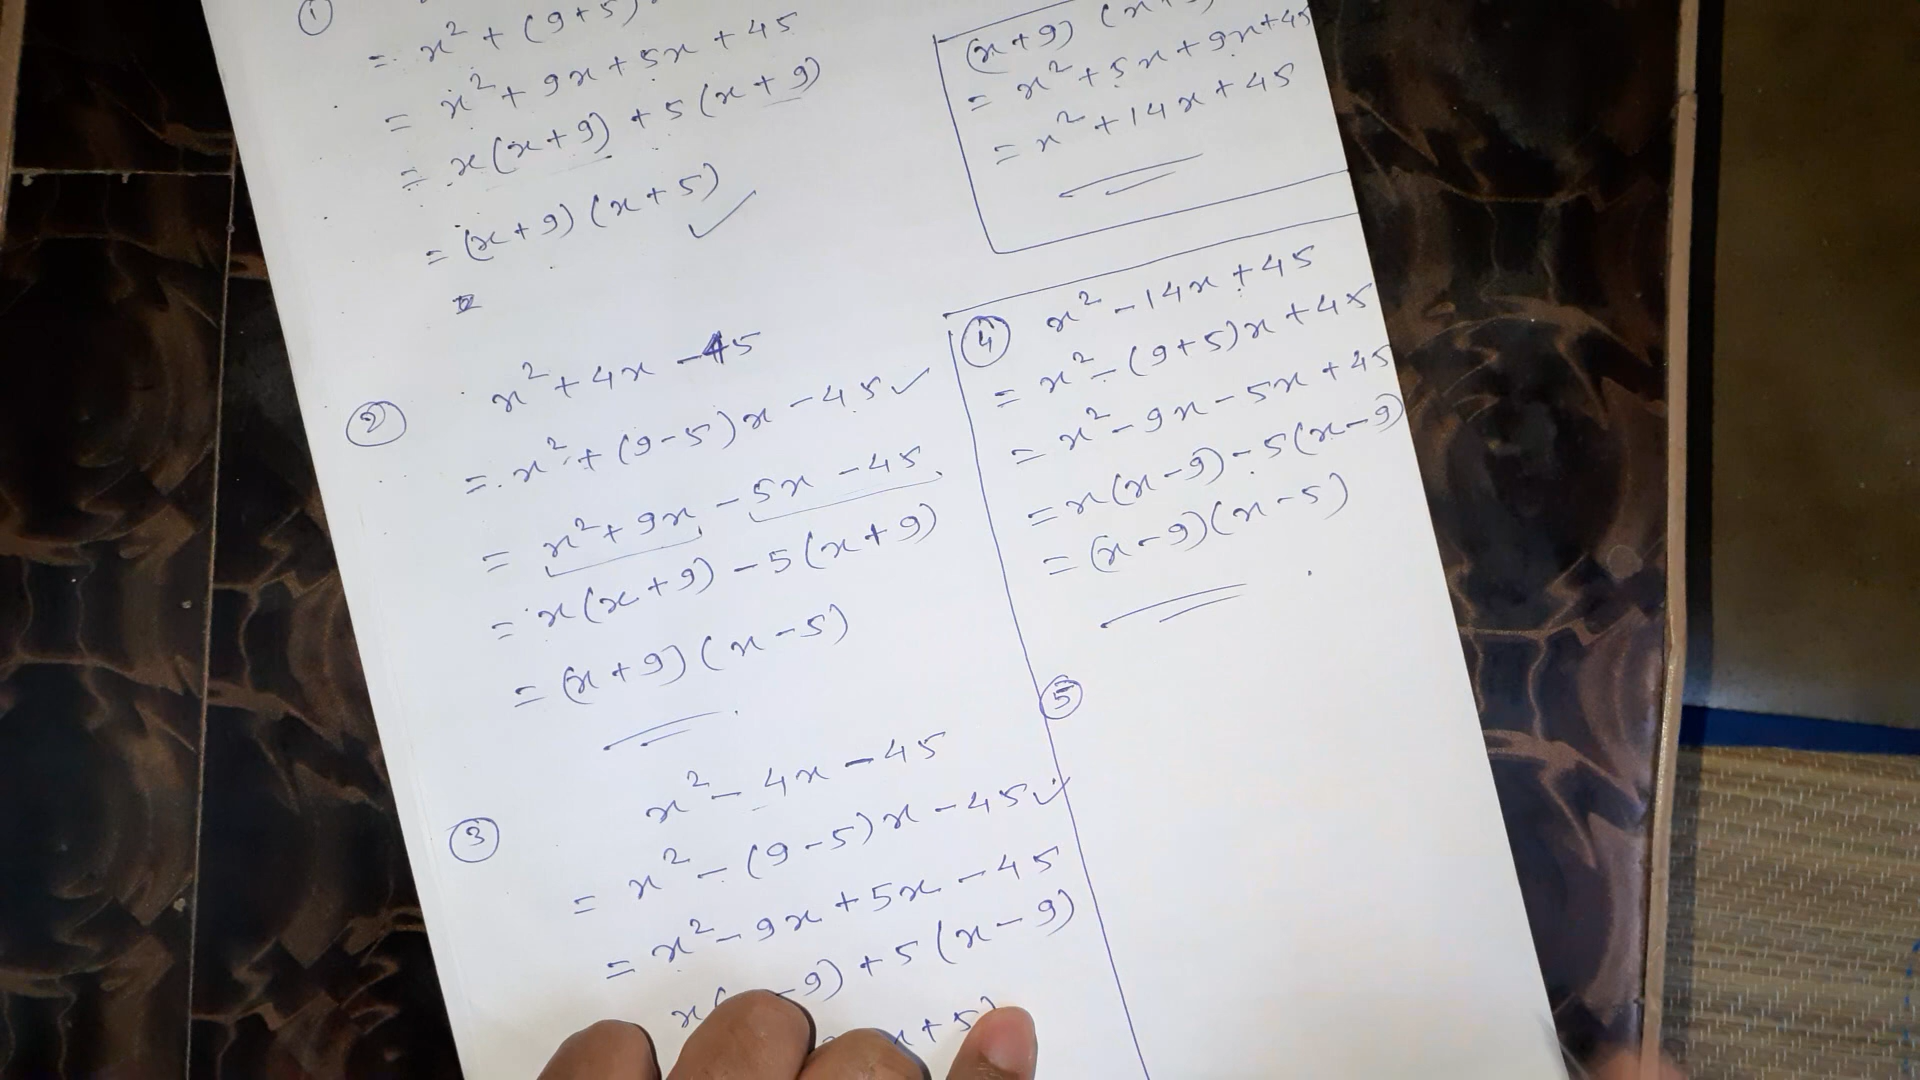 ①
= x² + (9+5)
= x² + 9x + 5x + 45
= x(x+9) + 5(x+9)
= (x+9)(x+5) ✓
② x² + 4x - 45
= x² + (9-5)x - 45 ✓
= x² + 9x - 5x - 45
= x(x+9) - 5(x+9)
= (x+9)(x-5)
③ x² - 4x - 45
= x² - (9-5)x - 45 ✓
= x² - 9x + 5x - 45
x( -9) + 5(x-9)
x+5)
(x+9)(x+
= x² + 5x + 9x + 45
= x² + 14x + 45
④ x² - 14x + 45
= x² - (9+5)x + 45
= x² - 9x - 5x + 45
= x(x-9) - 5(x-9)
= (x-9)(x-5)
⑤